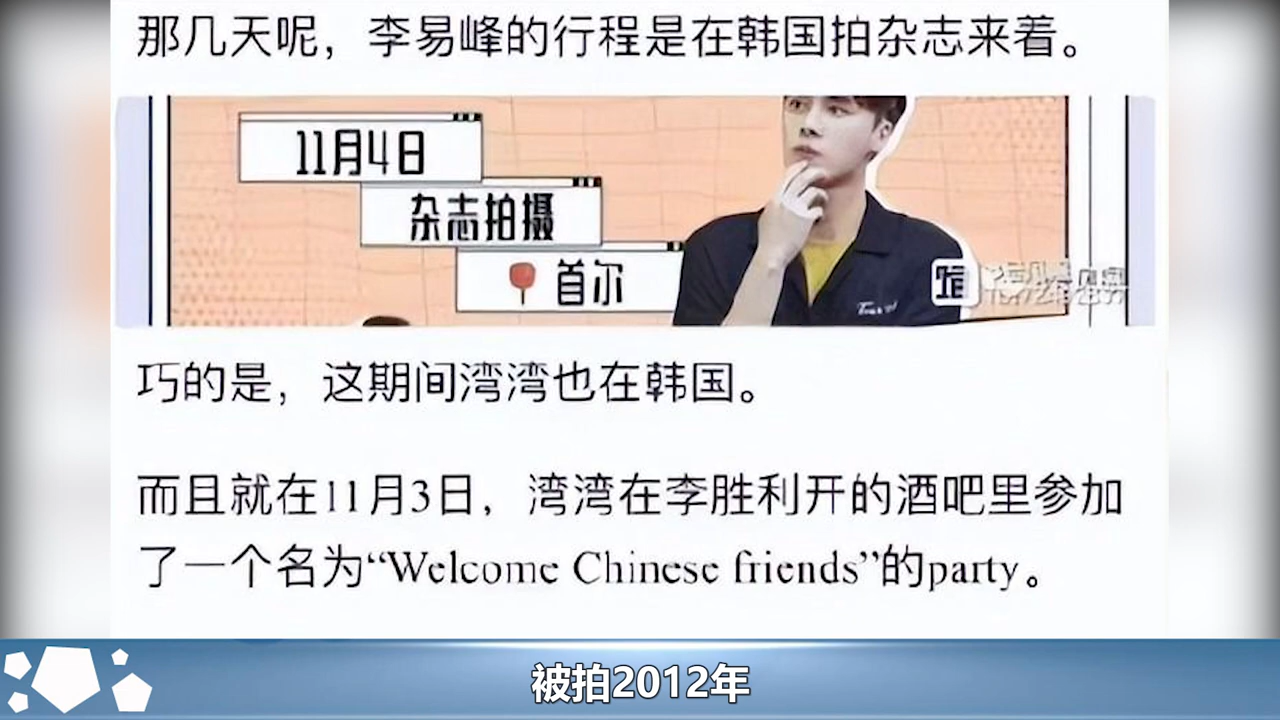 那几天呢，李易峰的行程是在韩国拍杂志来着。
11月4日
杂志拍摄
首尔
巧的是，这期间湾湾也在韩国。
而且就在11月3日，湾湾在李胜利开的酒吧里参加
了一个名为“Welcome Chinese friends”的party。
被拍2012年